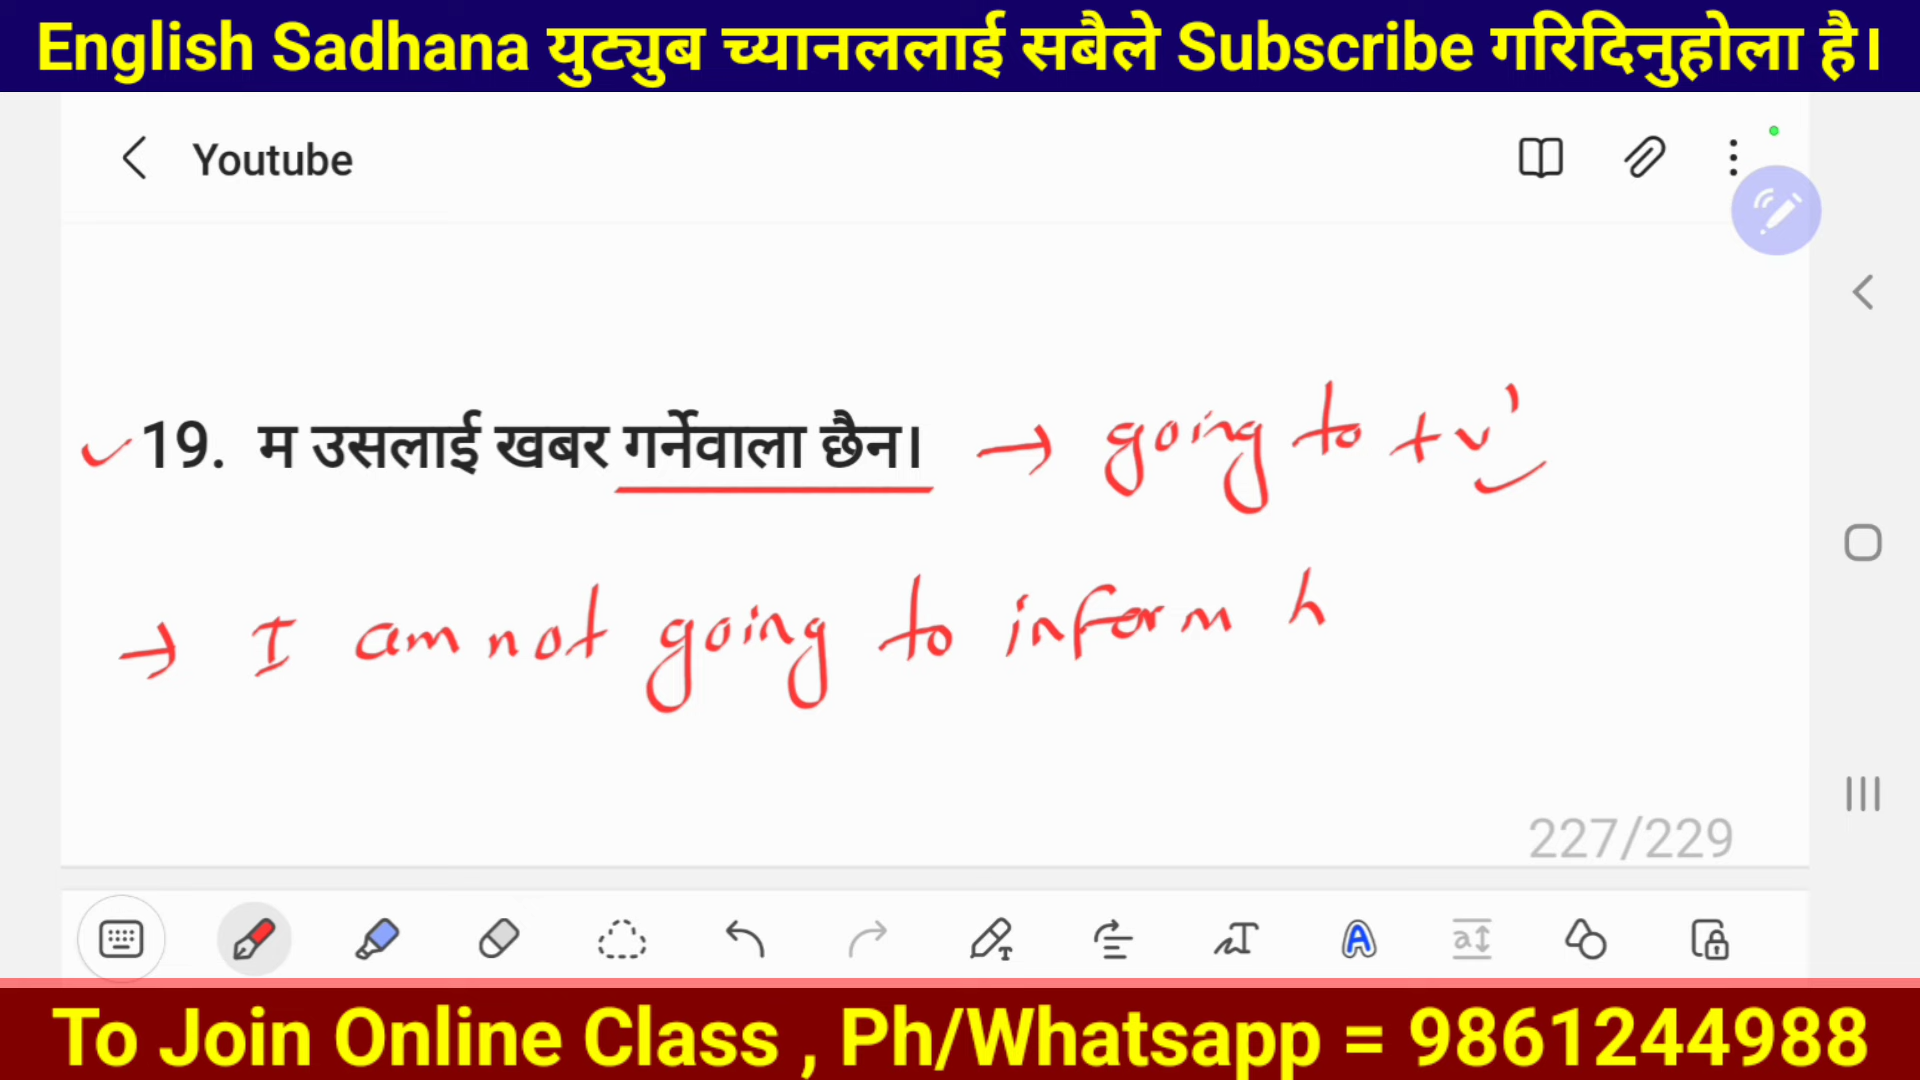 English Sadhana युट्युब च्यानललाई सबैले Subscribe गरिदिनुहोला है।
Youtube
19. म उसलाई खबर गर्नेवाला छैन। → going to + v¹
→ I am not going to inform h
227/229
To Join Online Class , Ph/Whatsapp = 9861244988